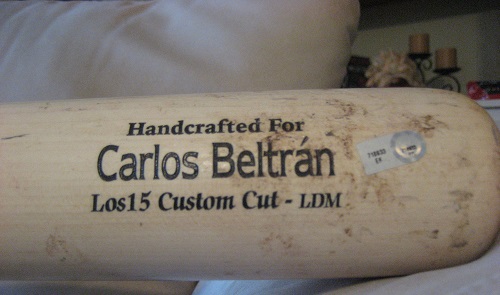 Handcrafted For
Carlos Beltrán
Los15 Custom Cut - LDM